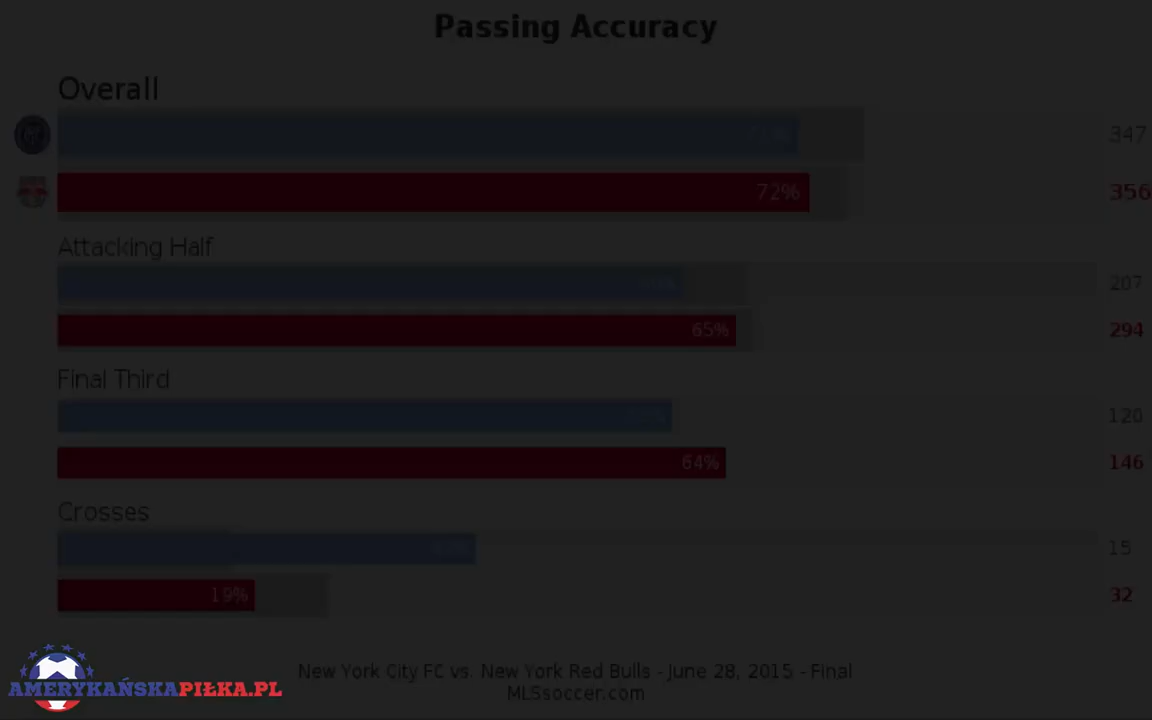 Passing Accuracy
Overall
347
72% 356
Attacking Half
207
65% 294
Final Third
120
64% 146
Crosses
15
19% 32
New York City FC vs. New York Red Bulls - June 28, 2015 - Final
MLSsoccer.com
AMERYKAŃSKAPIŁKA.PL